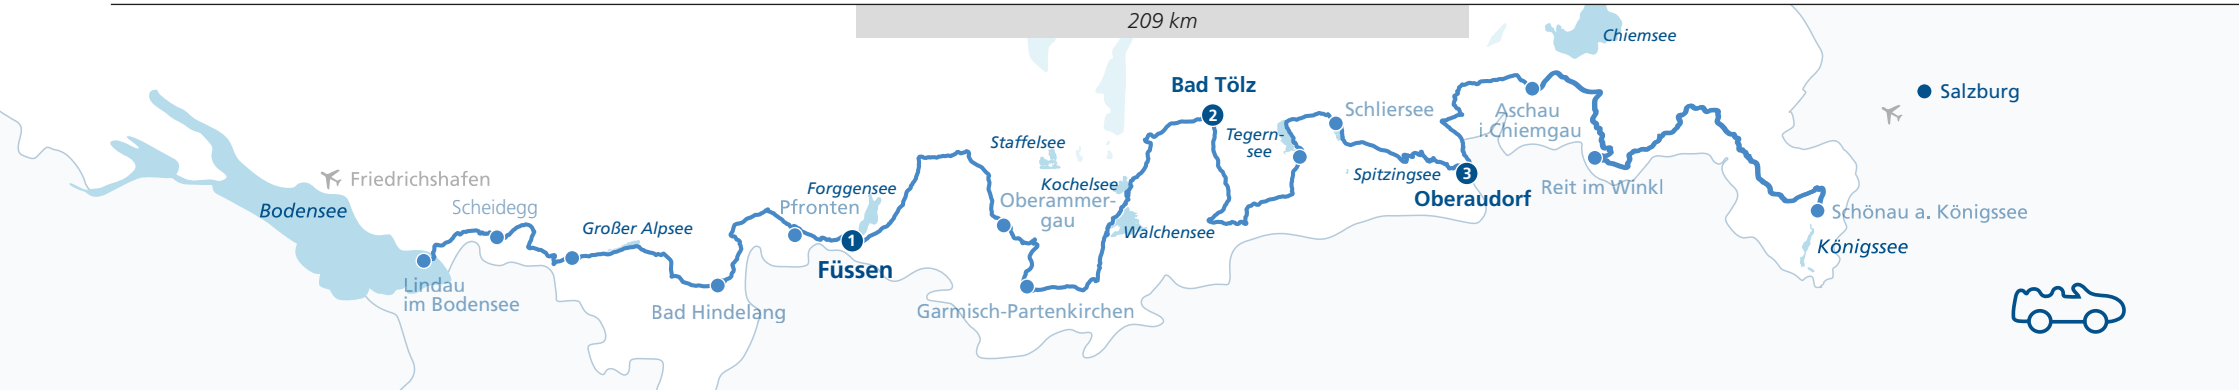 209 km
Chiemsee
Bad Tölz
Salzburg
2
Schliersee
Aschau
i.Chiemgau
Tegern-
see
Staffelsee
Friedrichshafen
Spitzingsee
3
Kochelsee
Forggensee
Reit im Winkl
Oberaudorf
Oberammer-
gau
Scheidegg
Pfronten
Bodensee
Schönau a. Königssee
Großer Alpsee
Walchensee
1
Königssee
Füssen
Lindau
im Bodensee
Bad Hindelang
Garmisch-Partenkirchen